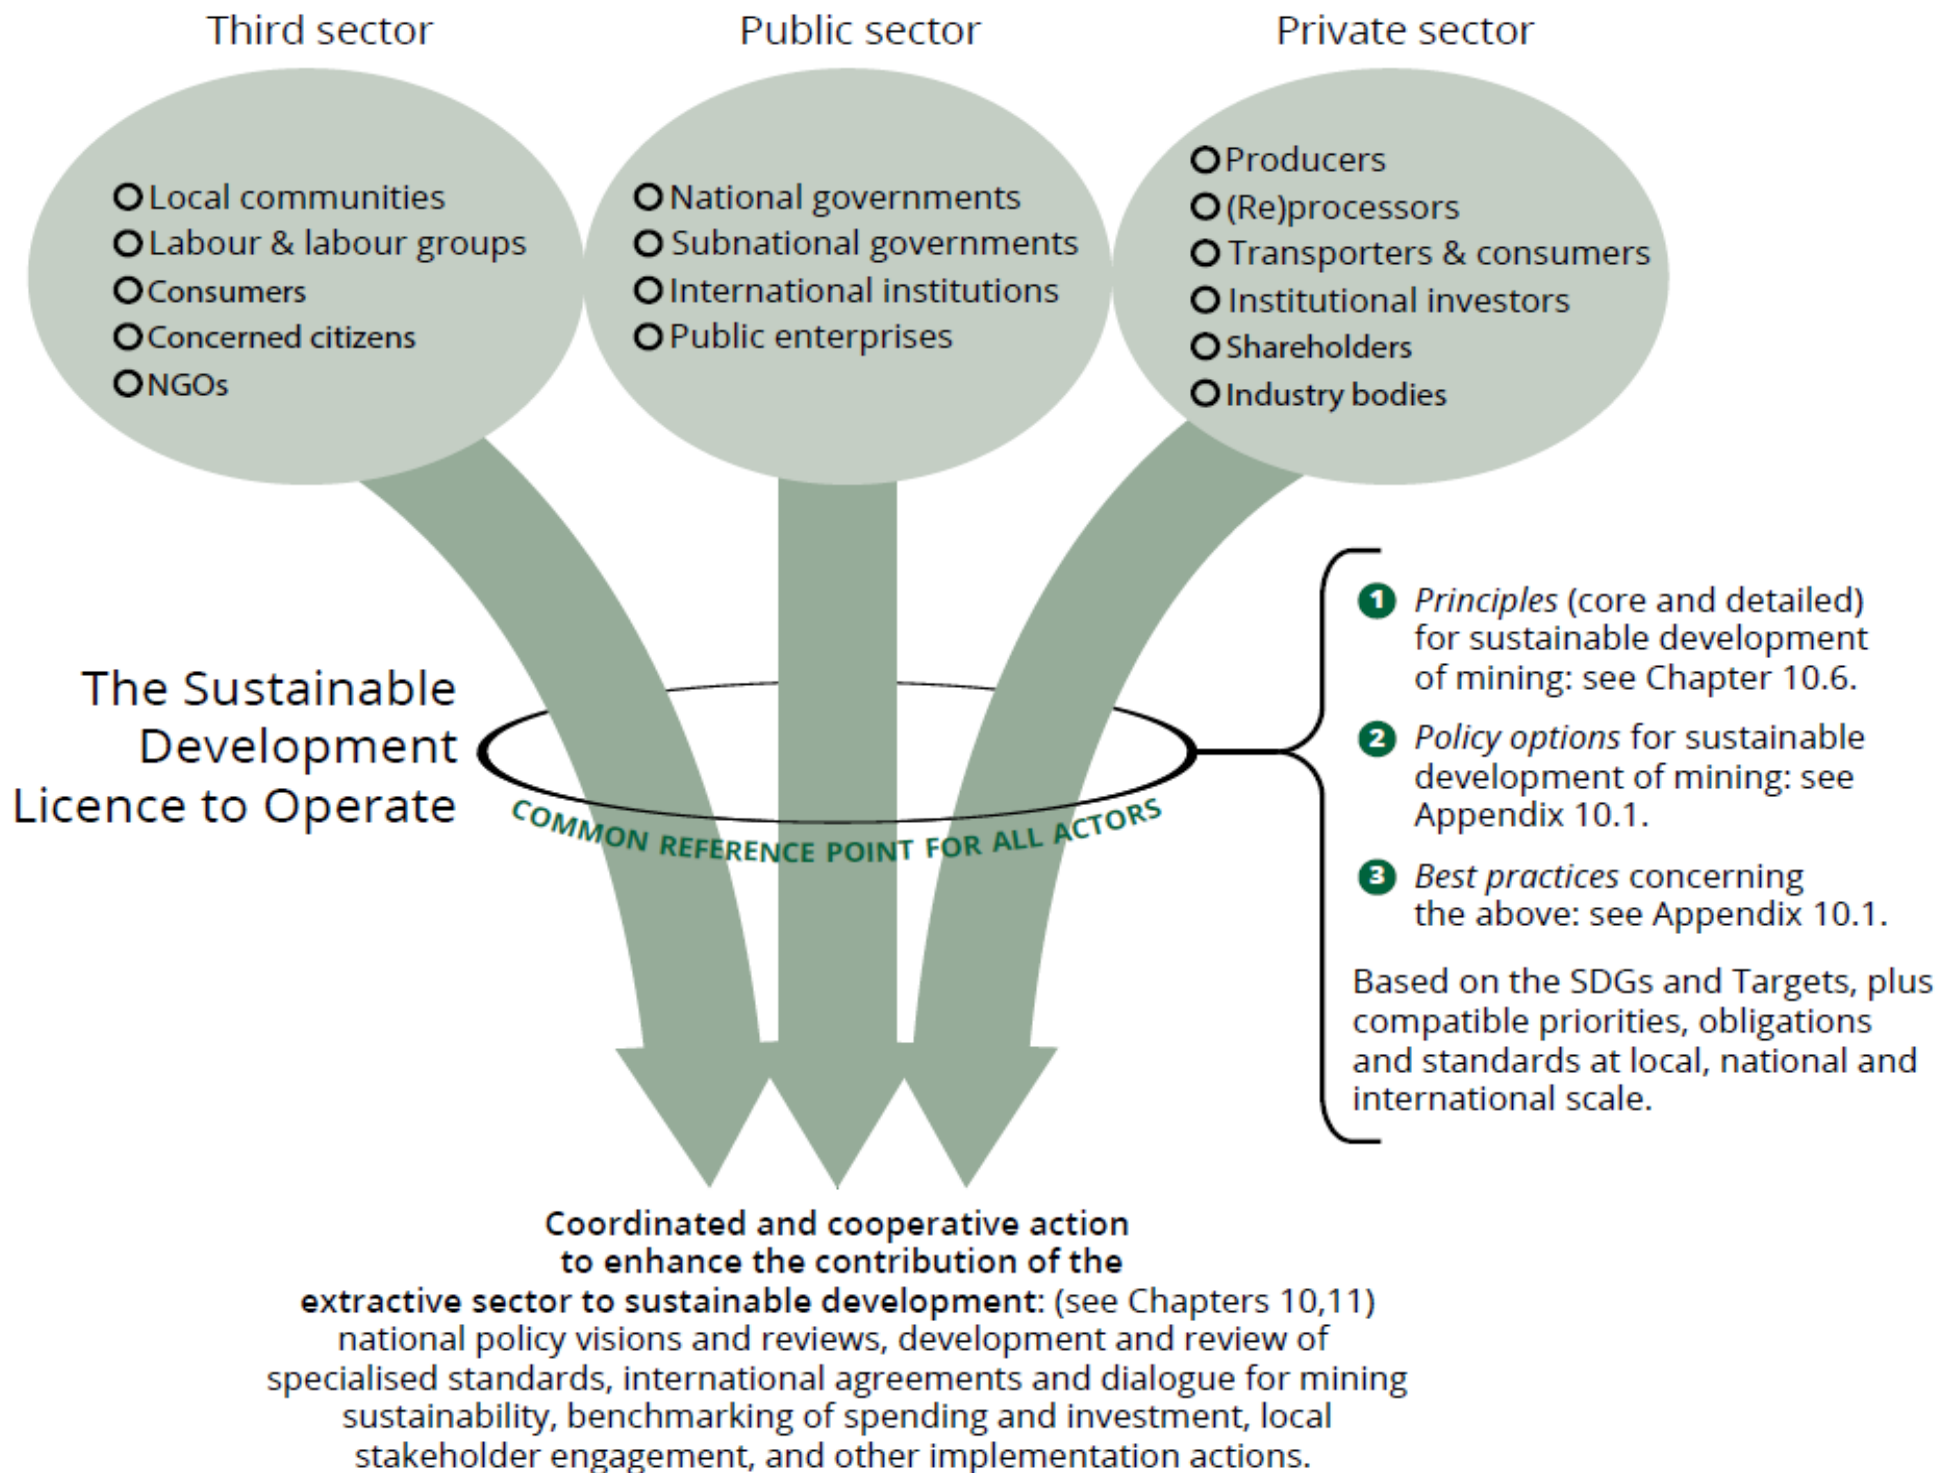 Third sector
Public sector
Private sector
Local communities
Labour & labour groups
Consumers
Concerned citizens
NGOs
National governments
Subnational governments
International institutions
Public enterprises
Producers
(Re)processors
Transporters & consumers
Institutional investors
Shareholders
Industry bodies
The Sustainable
Development
Licence to Operate
COMMON REFERENCE POINT FOR ALL ACTORS
1 Principles (core and detailed)
for sustainable development
of mining: see Chapter 10.6.
2 Policy options for sustainable
development of mining: see
Appendix 10.1.
3 Best practices concerning
the above: see Appendix 10.1.
Based on the SDGs and Targets, plus
compatible priorities, obligations
and standards at local, national and
international scale.
Coordinated and cooperative action
to enhance the contribution of the
extractive sector to sustainable development: (see Chapters 10,11)
national policy visions and reviews, development and review of
specialised standards, international agreements and dialogue for mining
sustainability, benchmarking of spending and investment, local
stakeholder engagement, and other implementation actions.